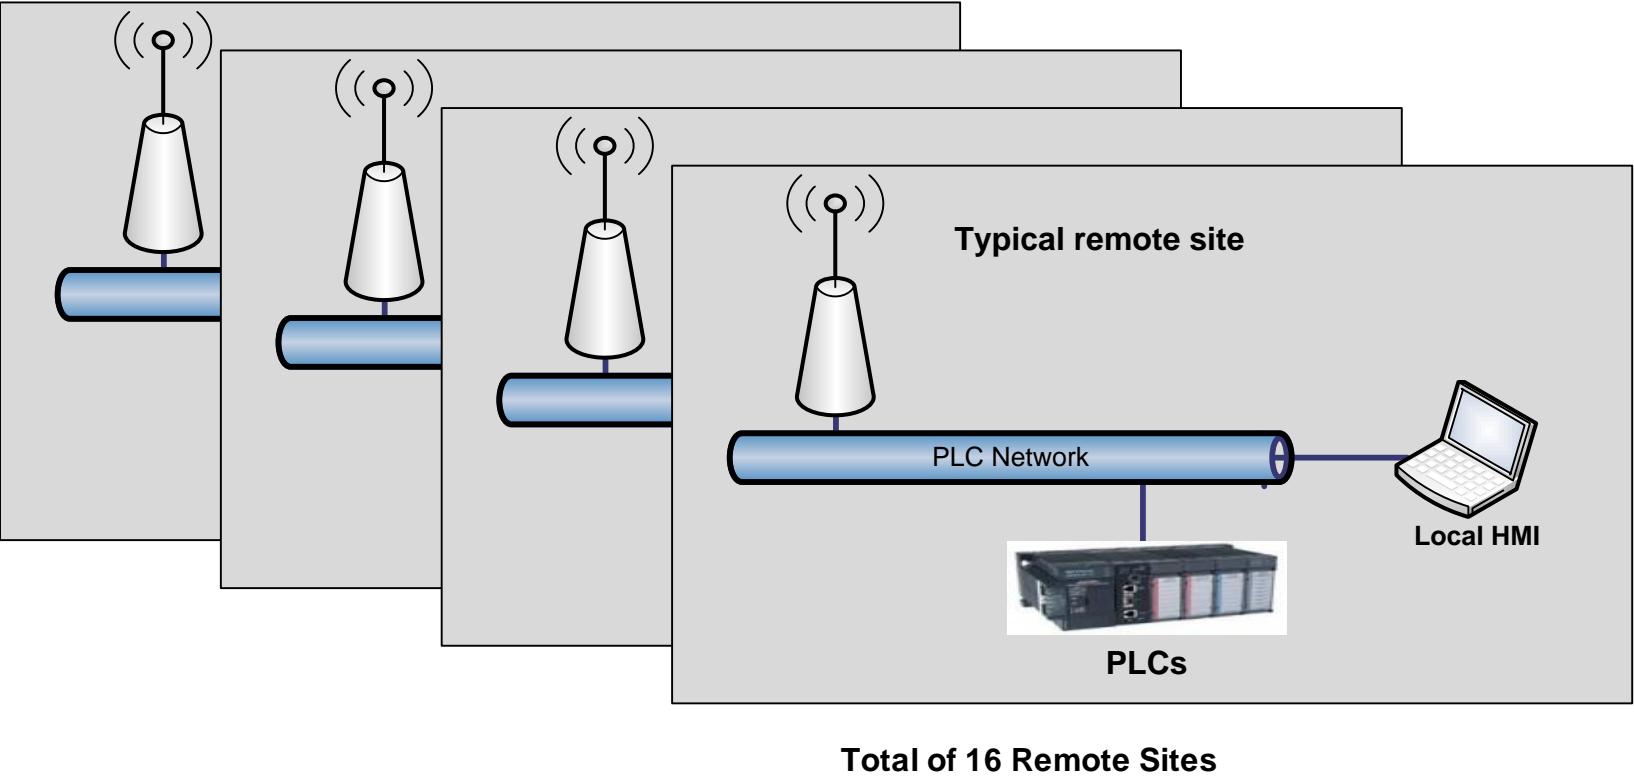 Typical remote site
PLC Network
Local HMI
PLCs
Total of 16 Remote Sites